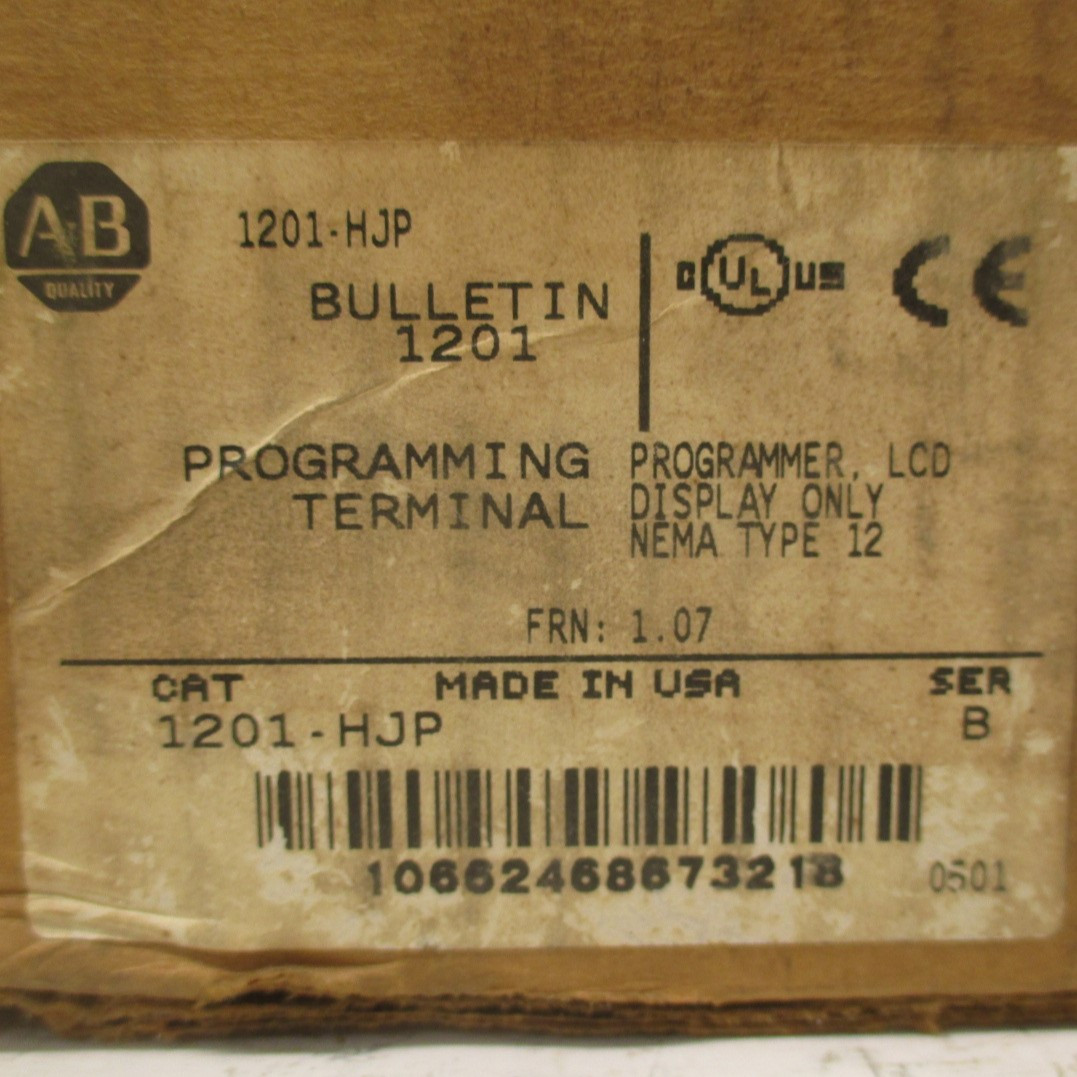 AB
QUALITY
1201-HJP
BULLETIN
1201
C UL US CE
PROGRAMMING
TERMINAL
PROGRAMMER, LCD
DISPLAY ONLY
NEMA TYPE 12
FRN: 1.07
CAT MADE IN USA SER
1201-HJP B
10662468673218 0501